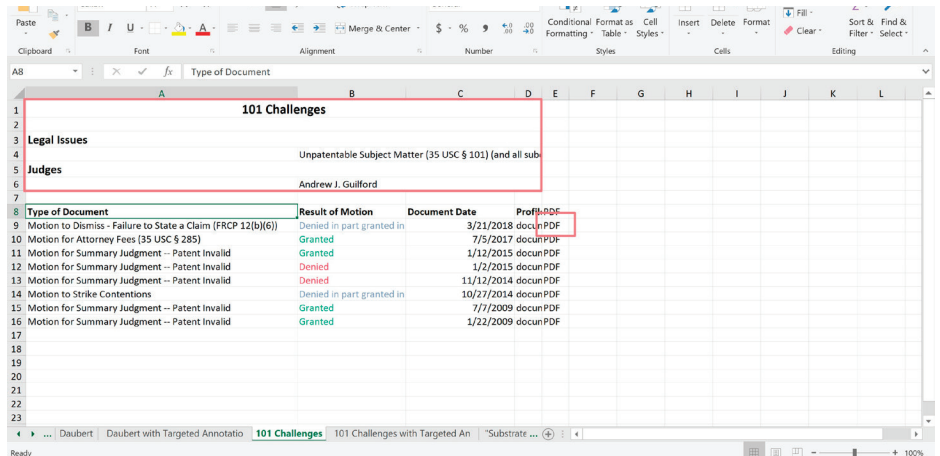 Paste
B I U A
Merge & Center
$ - % 9
Conditional Format as Cell
Formatting Table Styles
Insert Delete Format
Fill
Clear
Sort & Find &
Filter Select
Clipboard Font Alignment Number Styles Cells Editing
A8 fx Type of Document
A B C D E F G H I J K L
1 101 Challenges
2
3 Legal Issues
4 Unpatentable Subject Matter (35 USC § 101) (and all sub
5 Judges
6 Andrew J. Guilford
7
8 Type of Document Result of Motion Document Date Profil PDF
9 Motion to Dismiss - Failure to State a Claim (FRCP 12(b)(6)) Denied in part granted in 3/21/2018 docun PDF
10 Motion for Attorney Fees (35 USC § 285) Granted 7/5/2017 docun PDF
11 Motion for Summary Judgment -- Patent Invalid Granted 1/12/2015 docun PDF
12 Motion for Summary Judgment -- Patent Invalid Denied 1/2/2015 docun PDF
13 Motion for Summary Judgment -- Patent Invalid Denied 11/12/2014 docun PDF
14 Motion to Strike Contentions Denied in part granted in 10/27/2014 docun PDF
15 Motion for Summary Judgment -- Patent Invalid Granted 7/7/2009 docun PDF
16 Motion for Summary Judgment -- Patent Invalid Granted 1/22/2009 docun PDF
17
18
19
20
21
22
23
... Daubert Daubert with Targeted Annotatio 101 Challenges 101 Challenges with Targeted An "Substrate ...
Ready 100%